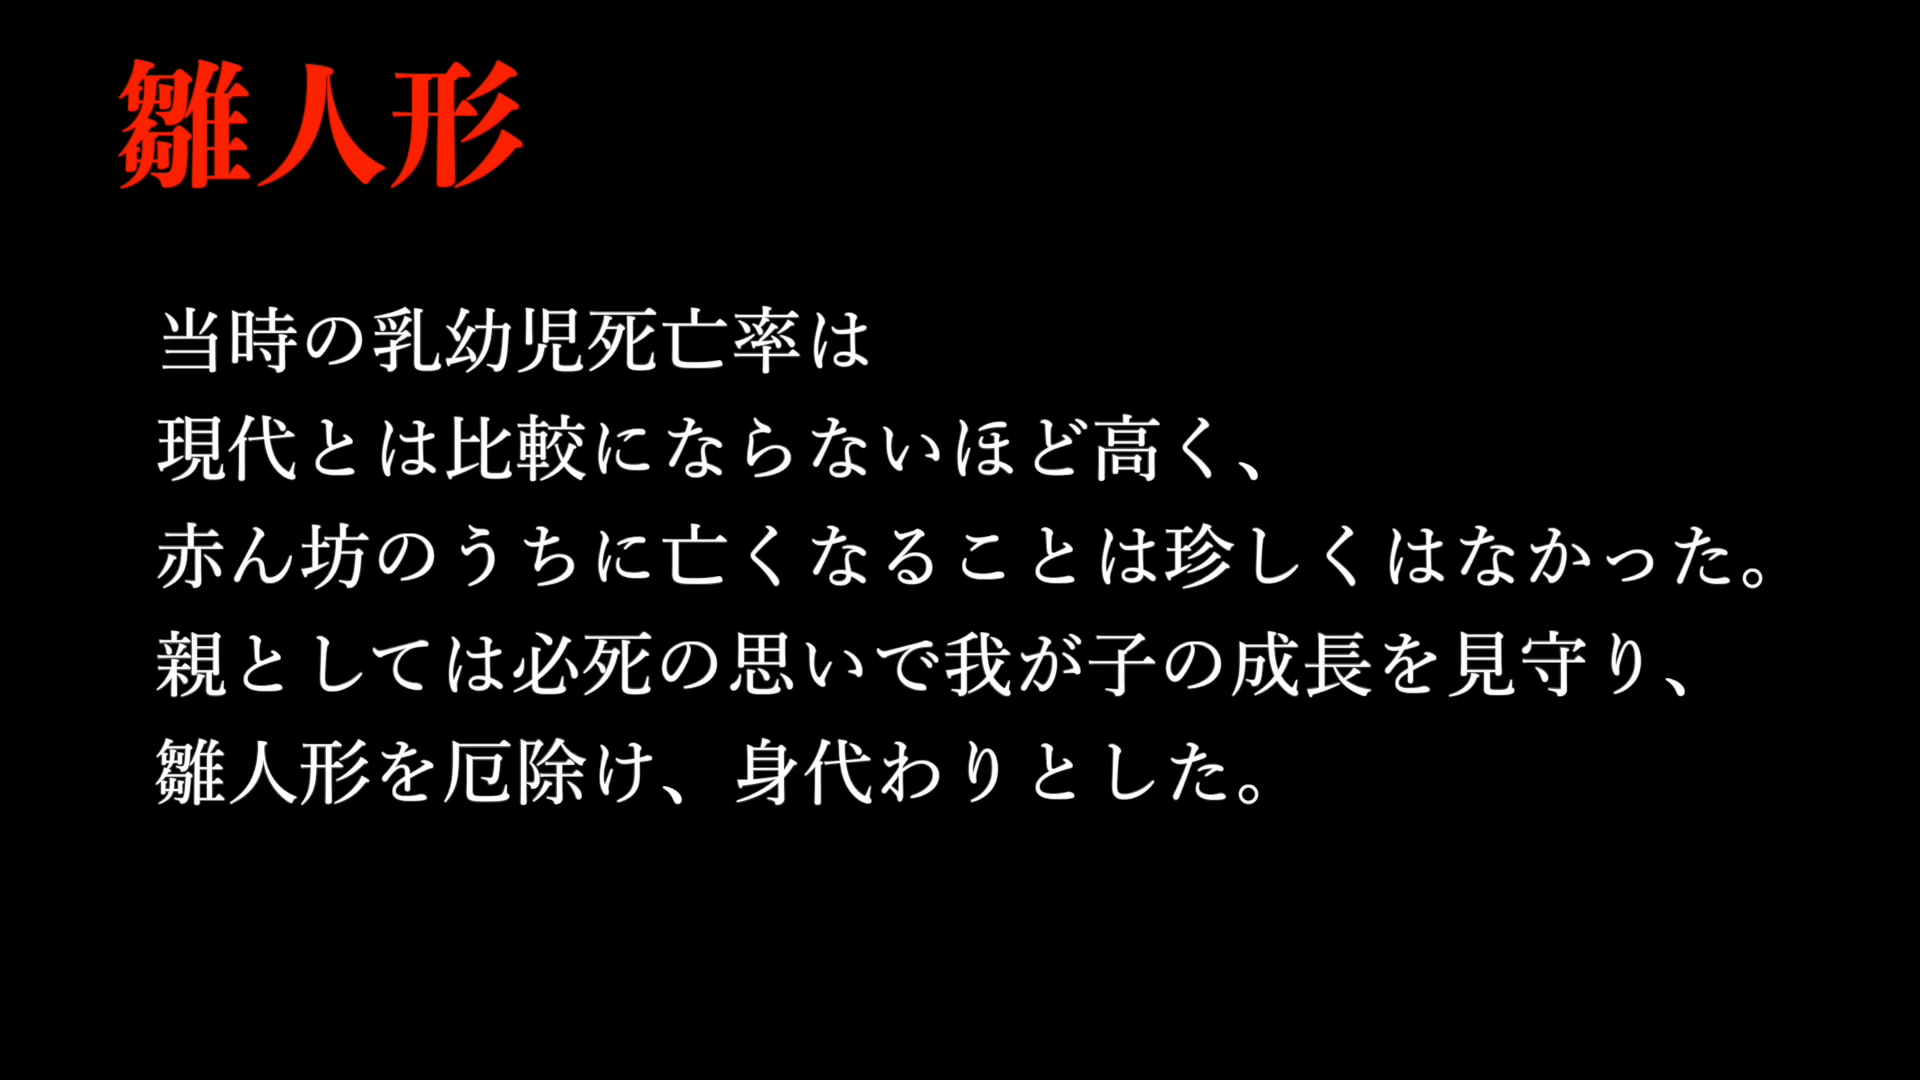 雛人形
当時の乳幼児死亡率は
現代とは比較にならないほど高く、
赤ん坊のうちに亡くなることは珍しくはなかった。
親としては必死の思いで我が子の成長を見守り、
雛人形を厄除け、身代わりとした。